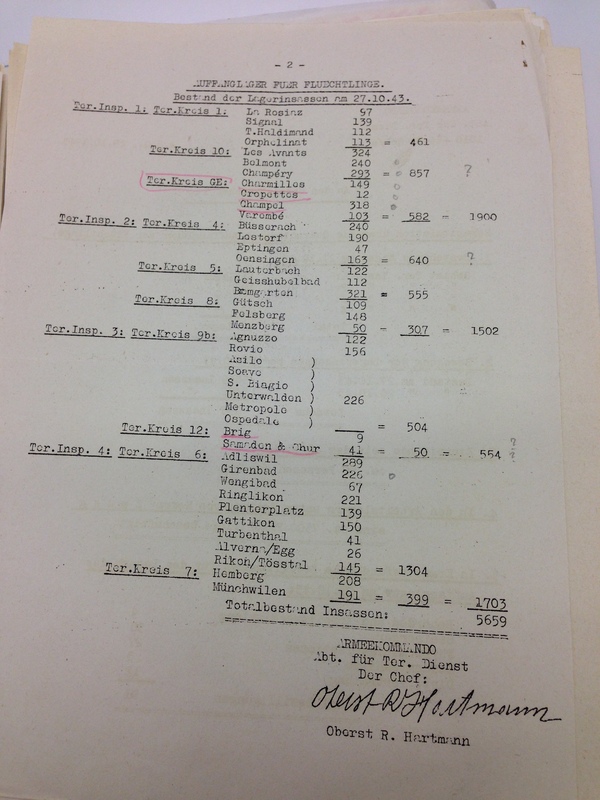 - 2 -
AUFFANGLAGER FUER FLUECHTLINGE.
Bestand der Lagerinsassen am 27.10.43.
Ter.Insp. 1: Ter.Kreis 1: La Rosiaz 97
Signal 139
T.Haldimand 112
Orphelinat 113 = 461
Ter.Kreis 10: Les Avants 324
Belmont 240
Champéry 293 = 857 ?
Ter.Kreis GE: Charmilles 149
Cropettes 12
Champel 318
Varembé 103 = 582 = 1900
Ter.Insp. 2: Ter.Kreis 4: Büsserach 240
Lostorf 190
Eptingen 47
Oensingen 163 = 640 ?
Ter.Kreis 5: Lauterbach 122
Geisshubelbad 112
Bamgarten 321 = 555
Ter.Kreis 8: Gütsch 109
Felsberg 148
Menzberg 50 = 307 = 1502
Ter.Insp. 3: Ter.Kreis 9b: Agnuzzo 122
Rovio 156
Asilo )
Soave )
S. Biagio )
Unterwalden ) 226
Metropole )
Ospedale ) = 504
Ter.Kreis 12: Brig 9 ?
Samaden & Chur 41 = 50 = 554 ?
Ter.Insp. 4: Ter.Kreis 6: Adliswil 289
Girenbad 226
Wengibad 67
Ringlikon 221
Plenterplatz 139
Gattikon 150
Turbenthal 41
Alverna/Egg 26
Rikon/Tösstal 145 = 1304
Ter.Kreis 7: Hemberg 208
Münchwilen 191 = 399 = 1703
Totalbestand Insassen: 5659
ARMEEKOMMANDO
Abt. für Ter. Dienst
Der Chef:
Oberst R. Hartmann
Oberst R. Hartmann